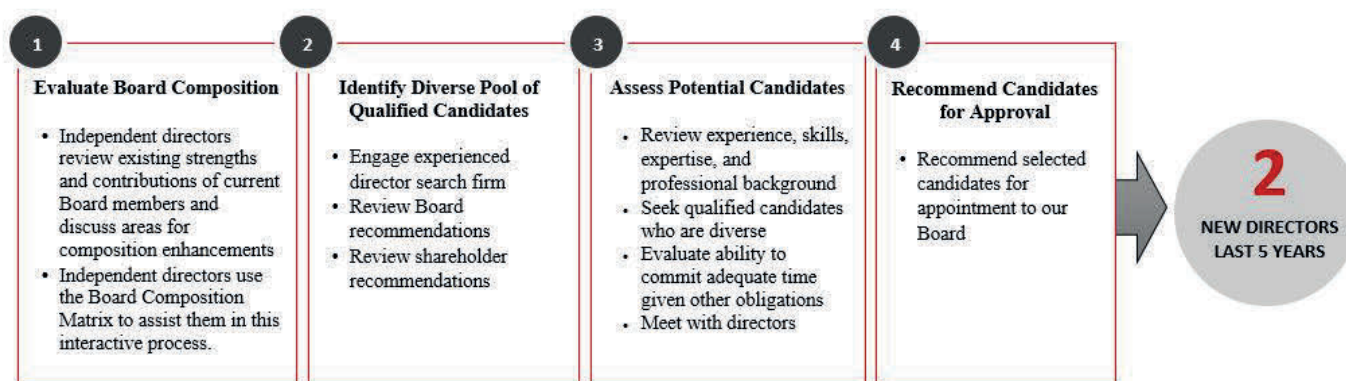 1
Evaluate Board Composition
• Independent directors
review existing strengths
and contributions of current
Board members and
discuss areas for
composition enhancements
• Independent directors use
the Board Composition
Matrix to assist them in this
interactive process.
2
Identify Diverse Pool of
Qualified Candidates
• Engage experienced
director search firm
• Review Board
recommendations
• Review shareholder
recommendations
3
Assess Potential Candidates
• Review experience, skills,
expertise, and
professional background
• Seek qualified candidates
who are diverse
• Evaluate ability to
commit adequate time
given other obligations
• Meet with directors
4
Recommend Candidates
for Approval
• Recommend selected
candidates for
appointment to our
Board
2
NEW DIRECTORS
LAST 5 YEARS